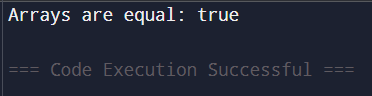 Arrays are equal: true
=== Code Execution Successful ===